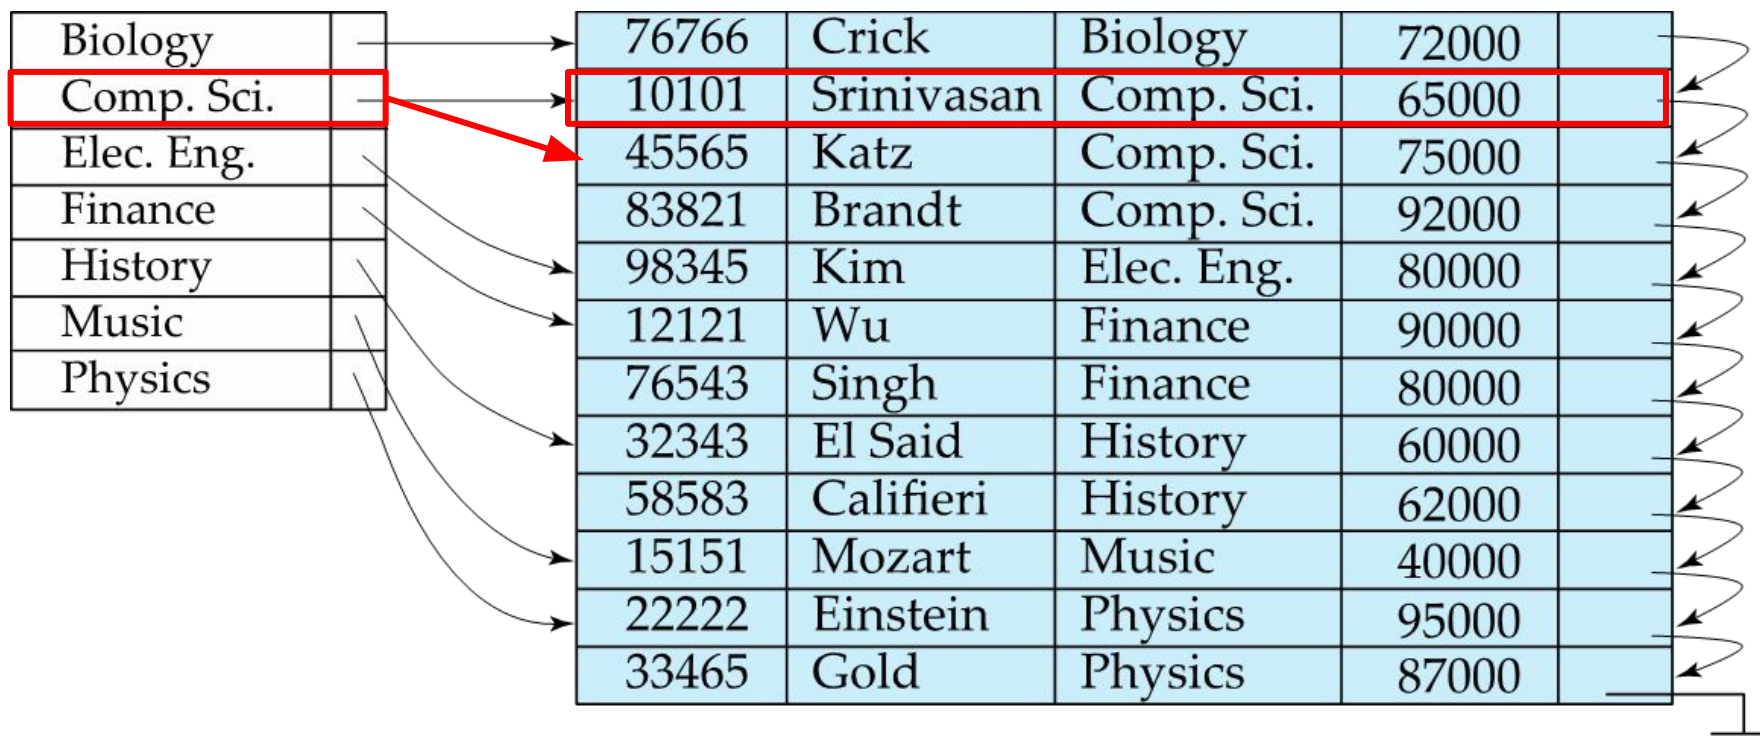 Biology
Comp. Sci.
Elec. Eng.
Finance
History
Music
Physics
76766 Crick Biology 72000
10101 Srinivasan Comp. Sci. 65000
45565 Katz Comp. Sci. 75000
83821 Brandt Comp. Sci. 92000
98345 Kim Elec. Eng. 80000
12121 Wu Finance 90000
76543 Singh Finance 80000
32343 El Said History 60000
58583 Califieri History 62000
15151 Mozart Music 40000
22222 Einstein Physics 95000
33465 Gold Physics 87000